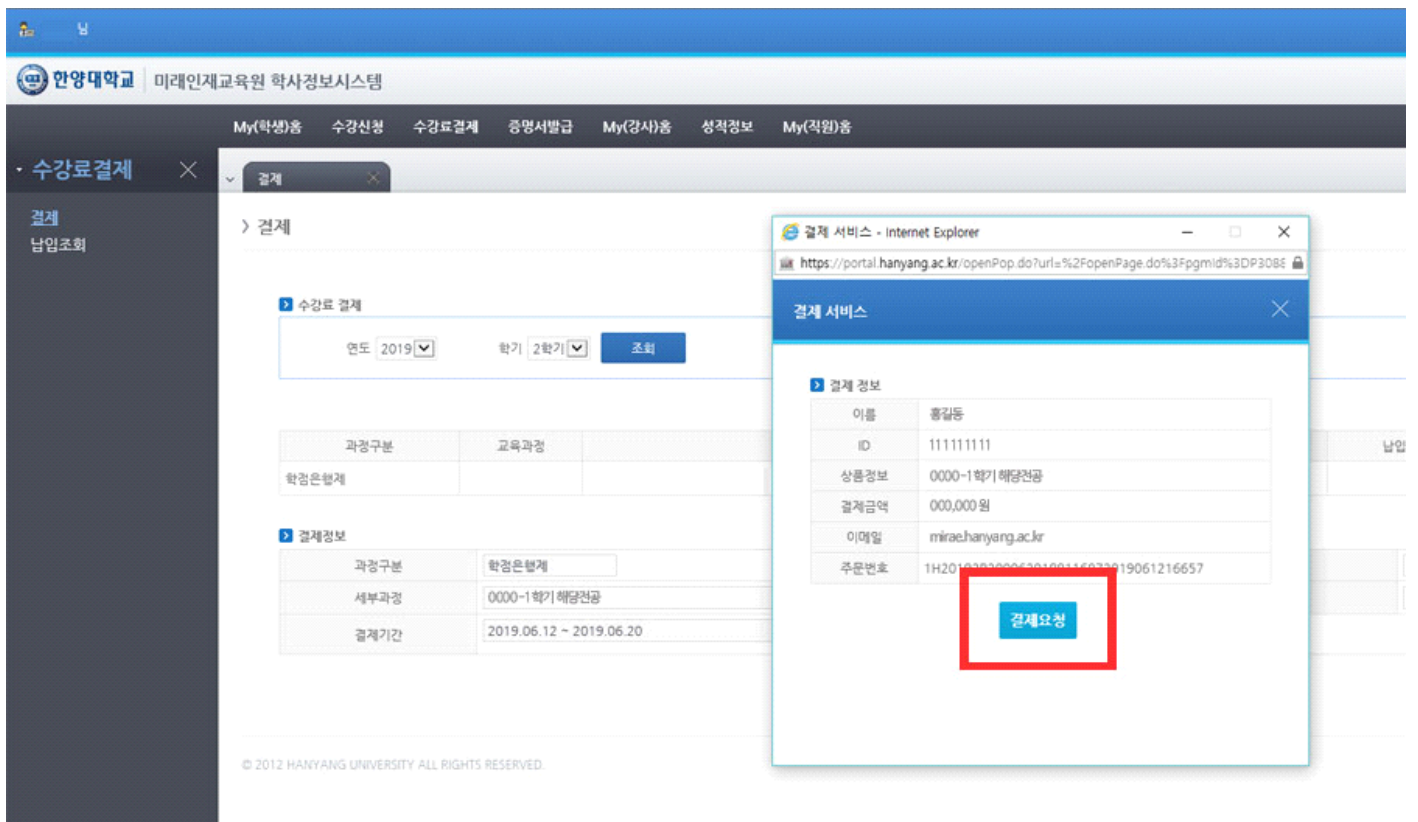 님
한양대학교 미래인재교육원 학사정보시스템
My(학생)홈 수강신청 수강료결제 증명서발급 My(강사)홈 성적정보 My(직원)홈
수강료결제
결제
납입조회
결제
결제
수강료 결제
연도 2019 학기 2학기 조회
과정구분 교육과정 납입
학점은행제
결제정보
과정구분 학점은행제
세부과정 0000-1학기 해당전공
결제기간 2019.06.12 ~ 2019.06.20
© 2012 HANYANG UNIVERSITY ALL RIGHTS RESERVED.
결제 서비스 - Internet Explorer
https://portal.hanyang.ac.kr/openPop.do?url=%2FopenPage.do%3Fpgmid%3DP308
결제 서비스
결제 정보
이름 홍길동
ID 111111111
상품정보 0000-1학기 해당전공
결제금액 000,000 원
이메일 mirae.hanyang.ac.kr
주문번호
결제요청